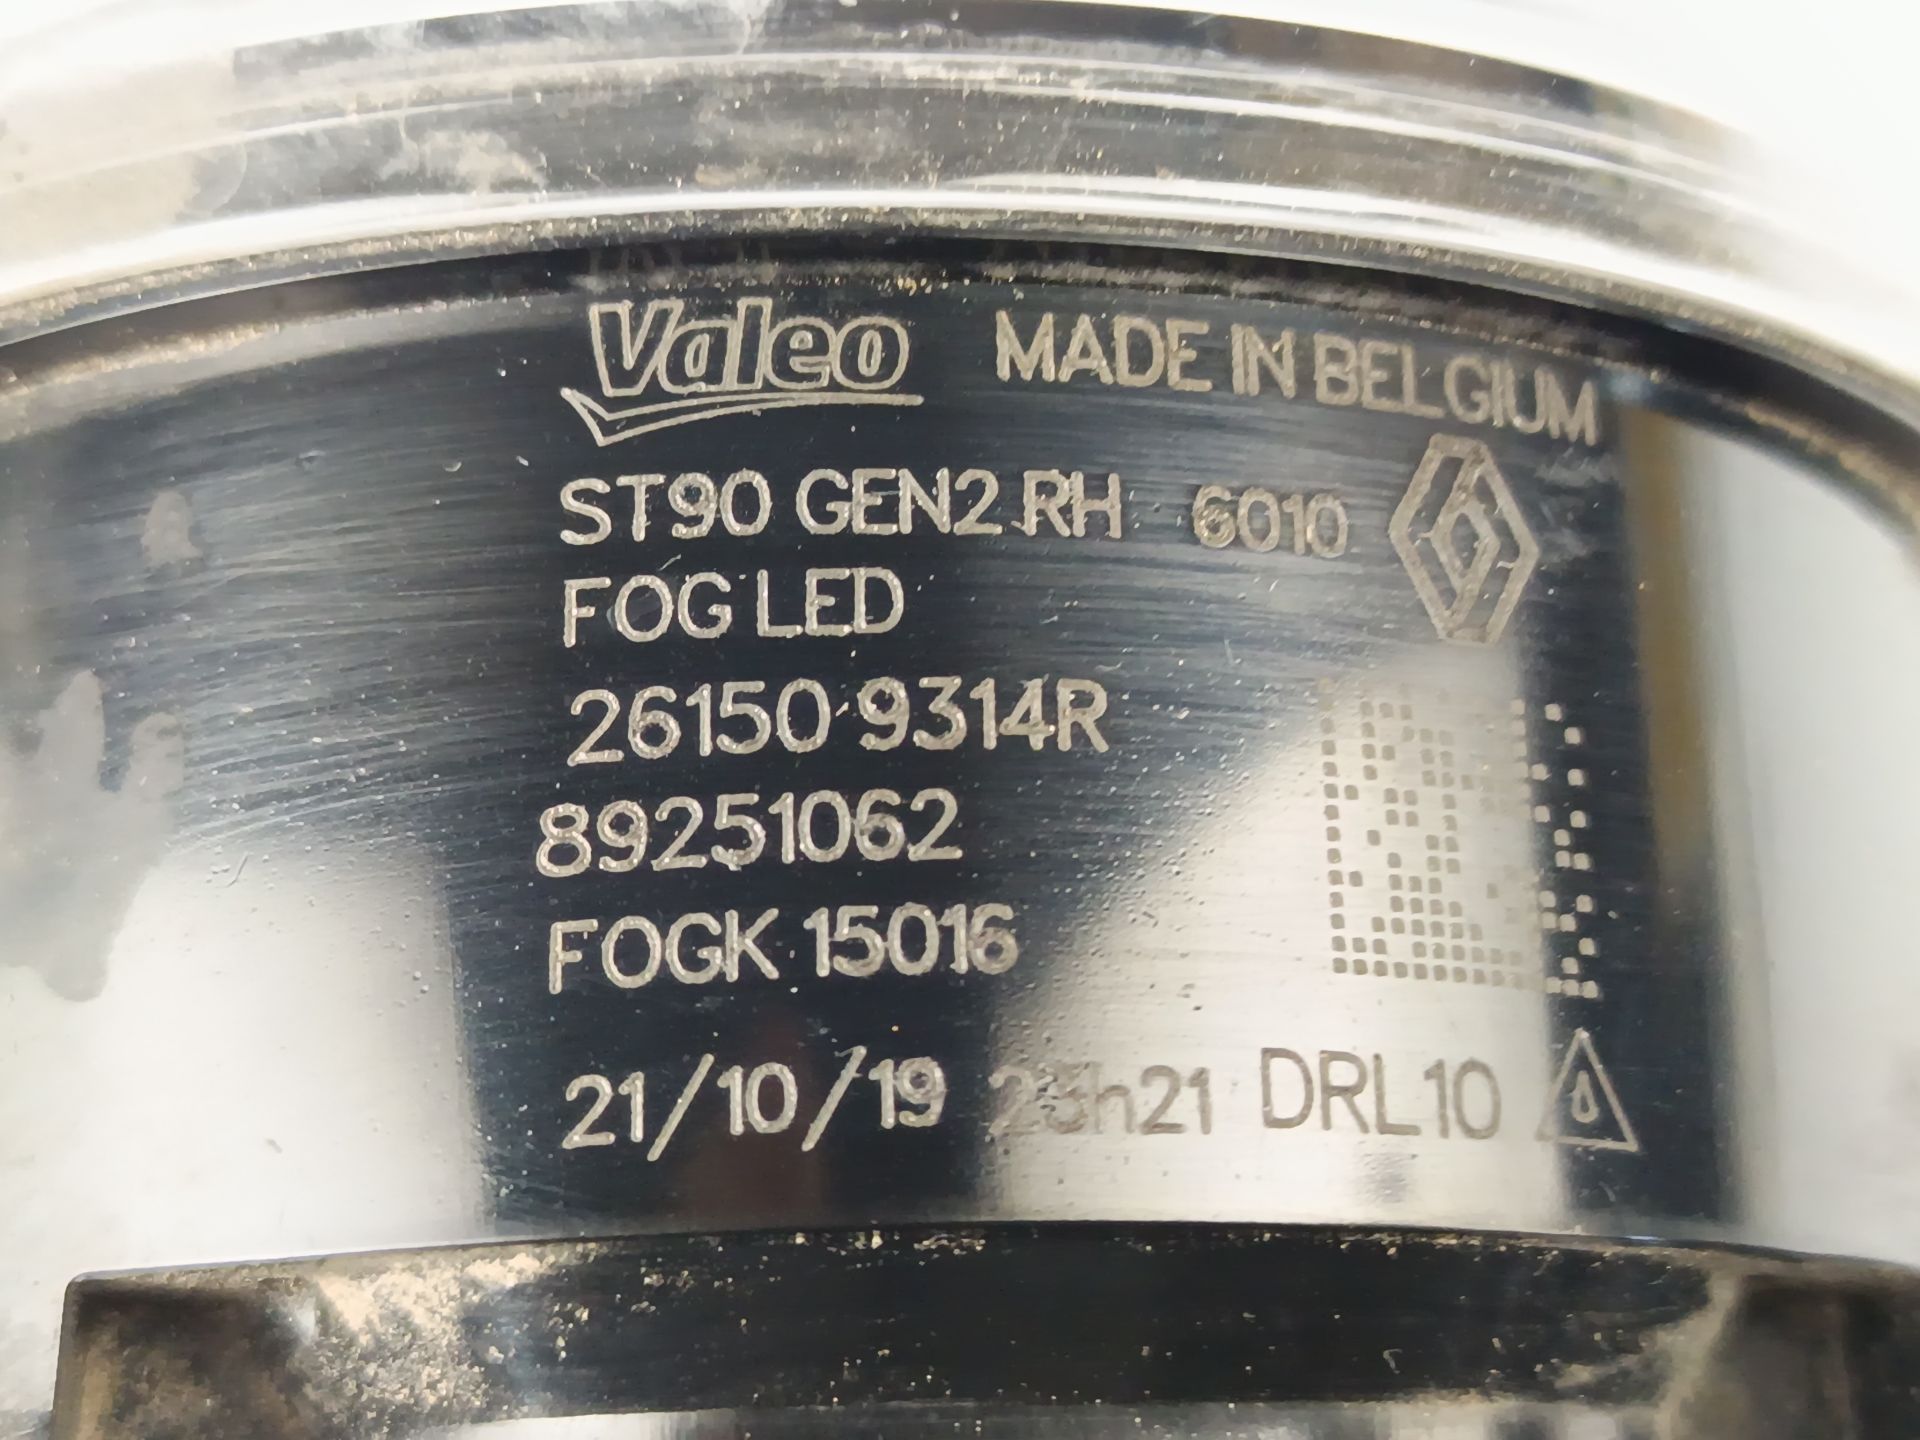 Valeo MADE IN BELGIUM
ST90 GEN2 RH 6010
FOG LED
26150 9314R
89251062
FOGK 15016
21/10/19 23h21 DRL10